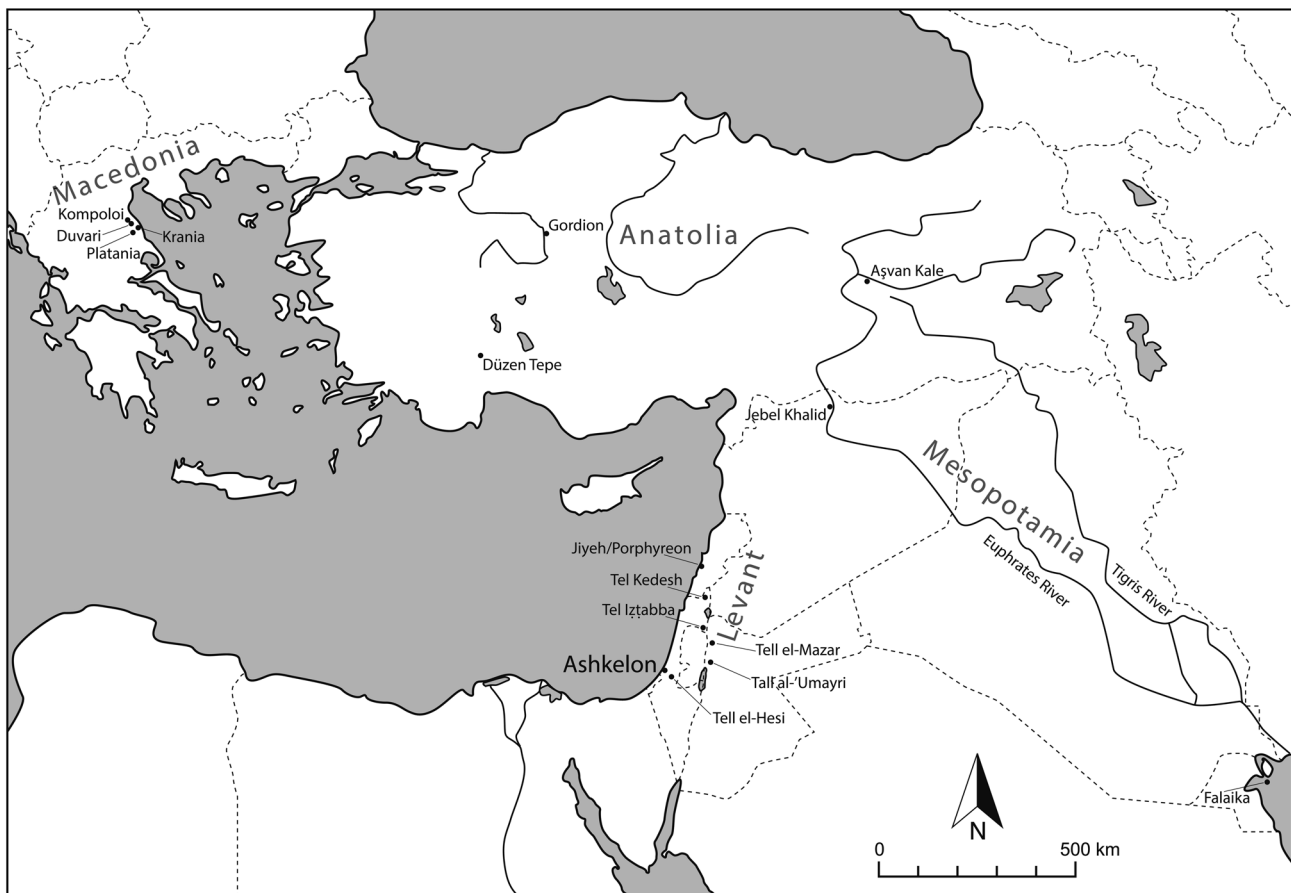 Macedonia
Kompoloi
Duvari
Krania
Platania
Gordion
Anatolia
Aşvan Kale
Düzen Tepe
Jebel Khalid
Mesopotamia
Euphrates River
Tigris River
Jiyeh/Porphyreon
Tel Kedesh
Tel Iẓṭabba
Levant
Ashkelon
Tell el-Mazar
Tall al-'Umayri
Tell el-Hesi
Falaika
N
0 500 km